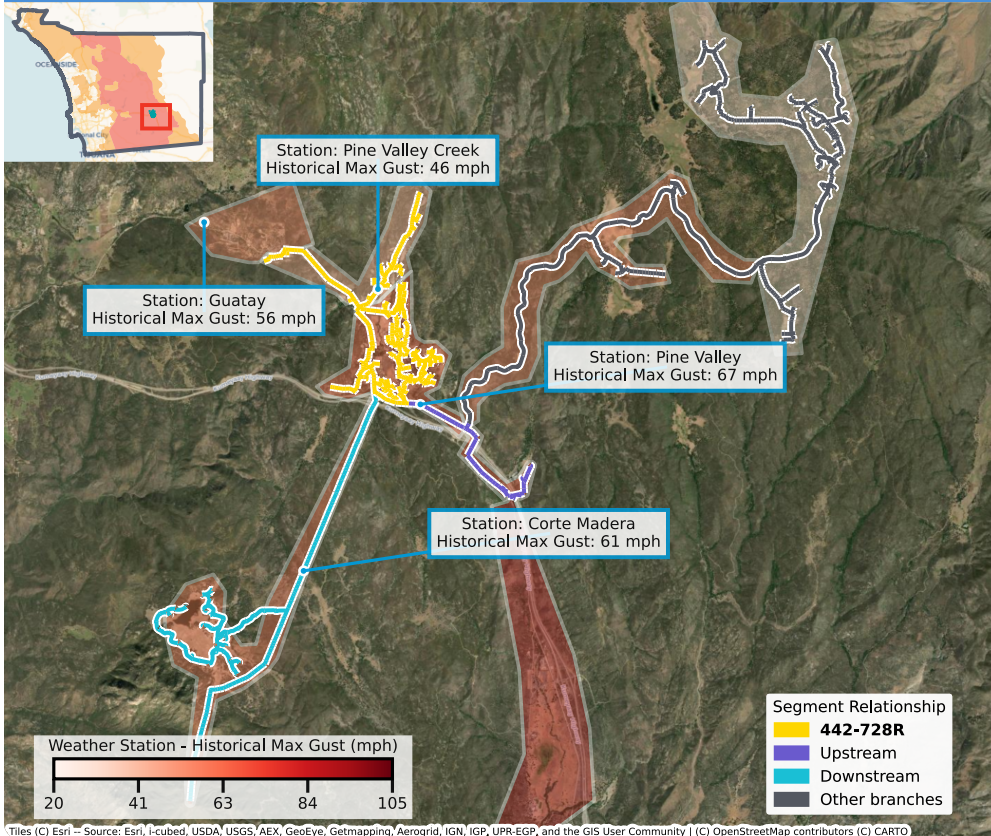 OCEANSIDE
Station: Pine Valley Creek
Historical Max Gust: 46 mph
Station: Guatay
Historical Max Gust: 56 mph
Station: Pine Valley
Historical Max Gust: 67 mph
Station: Corte Madera
Historical Max Gust: 61 mph
Segment Relationship
442-728R
Upstream
Downstream
Other branches
Weather Station - Historical Max Gust (mph)
20 41 63 84 105
Tiles (C) Esri -- Source: Esri, i-cubed, USDA, USGS, AEX, GeoEye, Getmapping, Aerogrid, IGN, IGP, UPR-EGP, and the GIS User Community | (C) OpenStreetMap contributors (C) CARTO